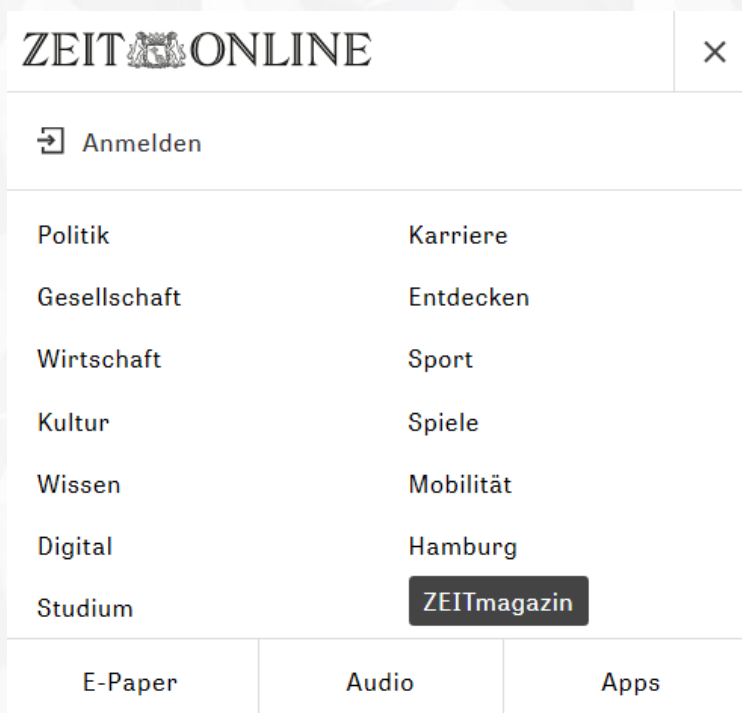 ZEIT ONLINE
Anmelden
Politik
Gesellschaft
Wirtschaft
Kultur
Wissen
Digital
Studium
Karriere
Entdecken
Sport
Spiele
Mobilität
Hamburg
ZEITmagazin
E-Paper
Audio
Apps